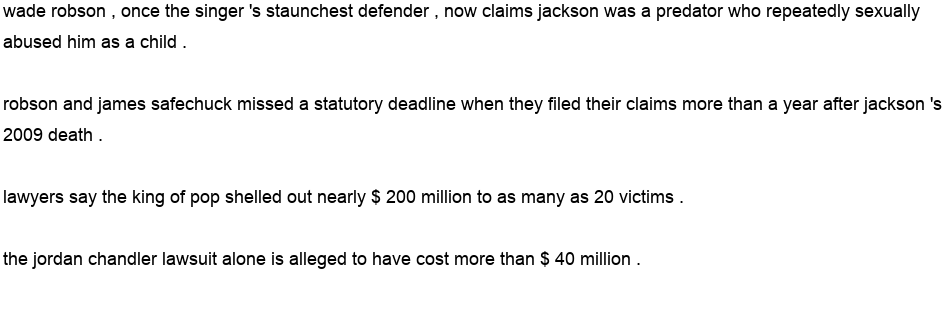 wade robson , once the singer 's staunchest defender , now claims jackson was a predator who repeatedly sexually
abused him as a child .
robson and james safechuck missed a statutory deadline when they filed their claims more than a year after jackson 's
2009 death .
lawyers say the king of pop shelled out nearly $ 200 million to as many as 20 victims .
the jordan chandler lawsuit alone is alleged to have cost more than $ 40 million .